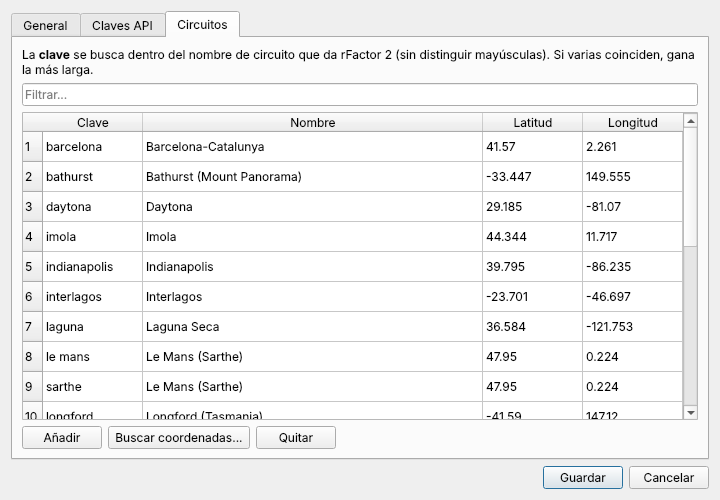 General Claves API Circuitos
La clave se busca dentro del nombre de circuito que da rFactor 2 (sin distinguir mayúsculas). Si varias coinciden, gana
la más larga.
Filtrar...
Clave Nombre Latitud Longitud
1 barcelona Barcelona-Catalunya 41.57 2.261
2 bathurst Bathurst (Mount Panorama) -33.447 149.555
3 daytona Daytona 29.185 -81.07
4 imola Imola 44.344 11.717
5 indianapolis Indianapolis 39.795 -86.235
6 interlagos Interlagos -23.701 -46.697
7 laguna Laguna Seca 36.584 -121.753
8 le mans Le Mans (Sarthe) 47.95 0.224
9 sarthe Le Mans (Sarthe) 47.95 0.224
10 longford Longford (Tasmania) -41.59 147.12
Añadir Buscar coordenadas... Quitar
Guardar Cancelar